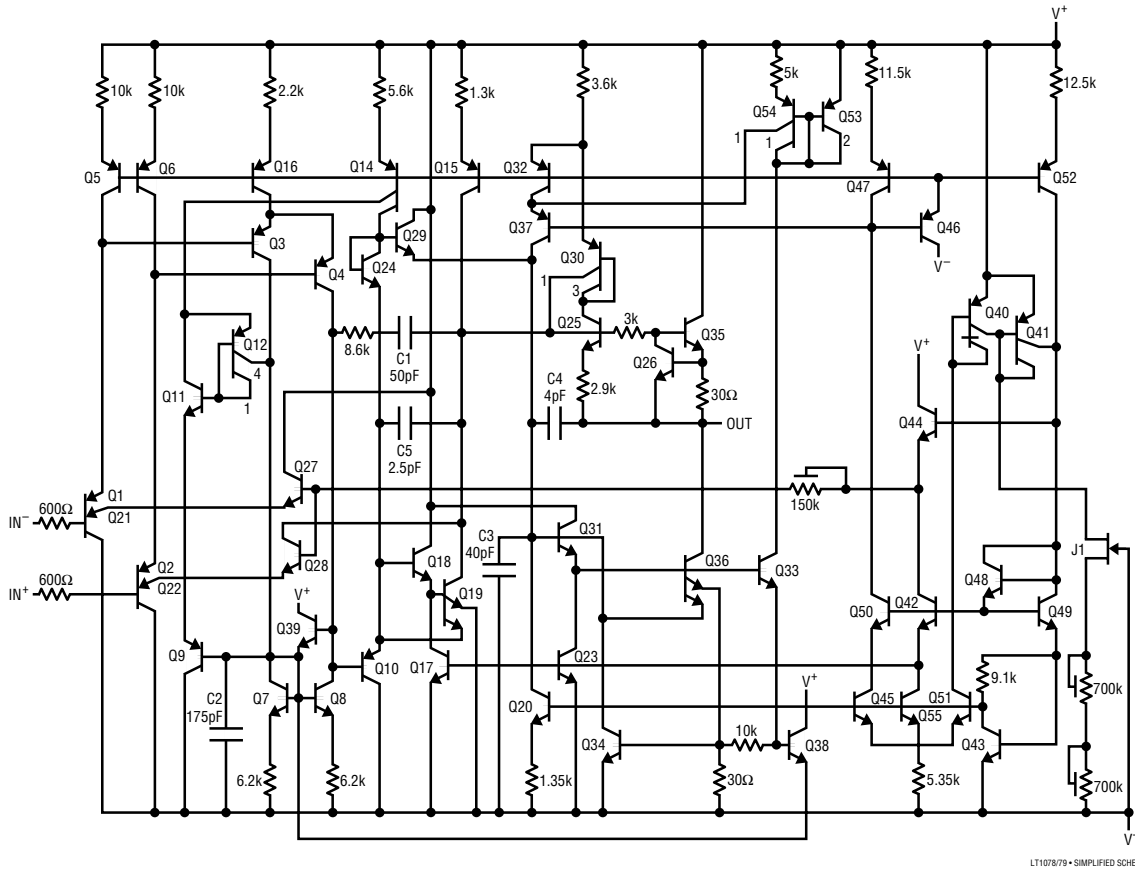 V+
10k
10k
2.2k
5.6k
1.3k
3.6k
5k
11.5k
12.5k
Q54
Q53
1
1
2
Q5
Q6
Q16
Q14
Q15
Q32
Q47
Q52
Q3
Q29
Q37
Q46
V−
Q4
Q24
Q30
1
3
Q12
4
1
Q11
8.6k
C1
50pF
Q25
3k
Q35
Q26
2.9k
30Ω
C4
4pF
OUT
Q40
Q41
V+
Q44
C5
2.5pF
Q27
150k
IN−
600Ω
Q1
Q21
Q28
IN+
600Ω
Q2
Q22
C3
40pF
Q31
Q18
Q19
Q36
Q33
J1
Q48
Q50
Q42
Q49
V+
Q39
Q9
Q7
Q8
Q10
Q17
Q23
Q20
C2
175pF
Q34
10k
V+
Q38
Q45
Q55
Q51
9.1k
Q43
700k
700k
6.2k
6.2k
1.35k
30Ω
5.35k
LT1078/79 • SIMPLIFIED SCHE